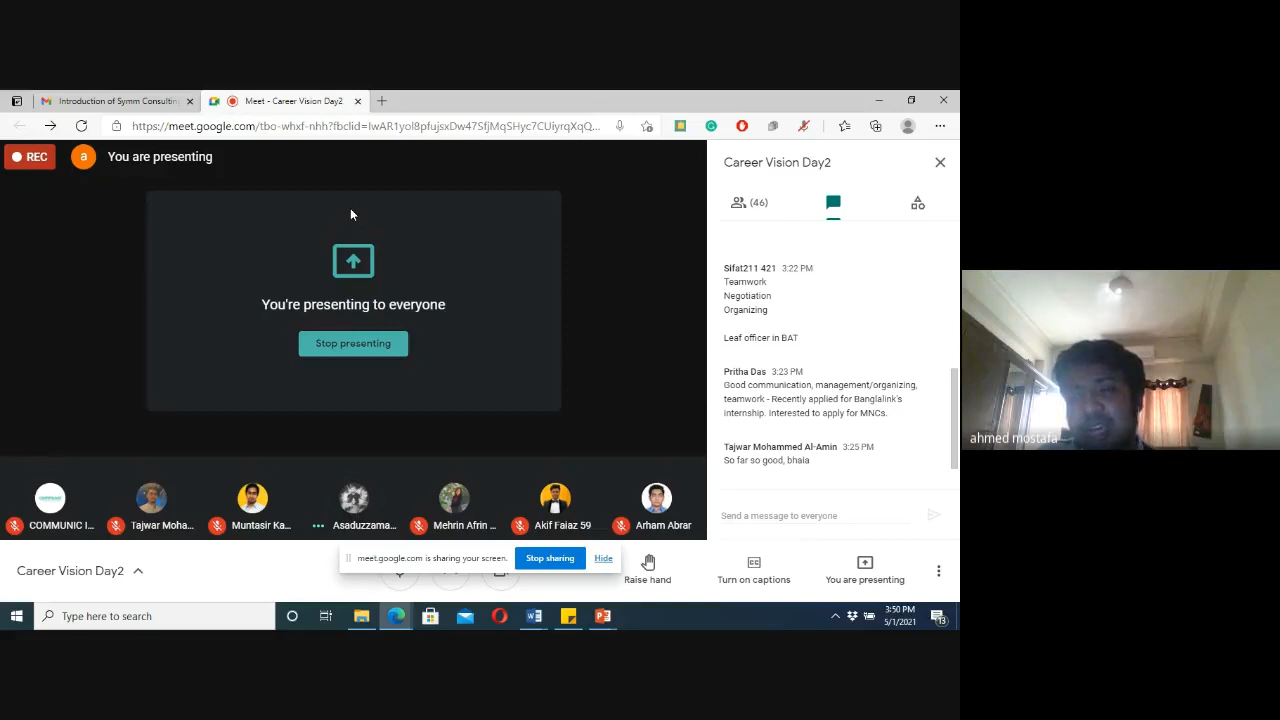 Introduction of Symm Consulting
Meet - Career Vision Day2
https://meet.google.com/tbo-whxf-nhh?fbclid=IwAR1yol8pfujsxDw47SfjMqSHyc7CUiyrqXqQ...
REC
a
You are presenting
Career Vision Day2
(46)
You're presenting to everyone
Stop presenting
Sifat211 421 3:22 PM
Teamwork
Negotiation
Organizing
Leaf officer in BAT
Pritha Das 3:23 PM
Good communication, management/organizing,
teamwork - Recently applied for Banglalink's
internship. Interested to apply for MNCs.
Tajwar Mohammed Al-Amin 3:25 PM
So far so good, bhaia
Send a message to everyone
COMMUNIC I...
Tajwar Moha...
Muntasir Ka...
Asaduzzama...
Mehrin Afrin ...
Akif Faiaz 59
Arham Abrar
ahmed mostafa
meet.google.com is sharing your screen.
Stop sharing
Hide
Career Vision Day2
Raise hand
Turn on captions
You are presenting
Type here to search
3:50 PM
5/1/2021
13